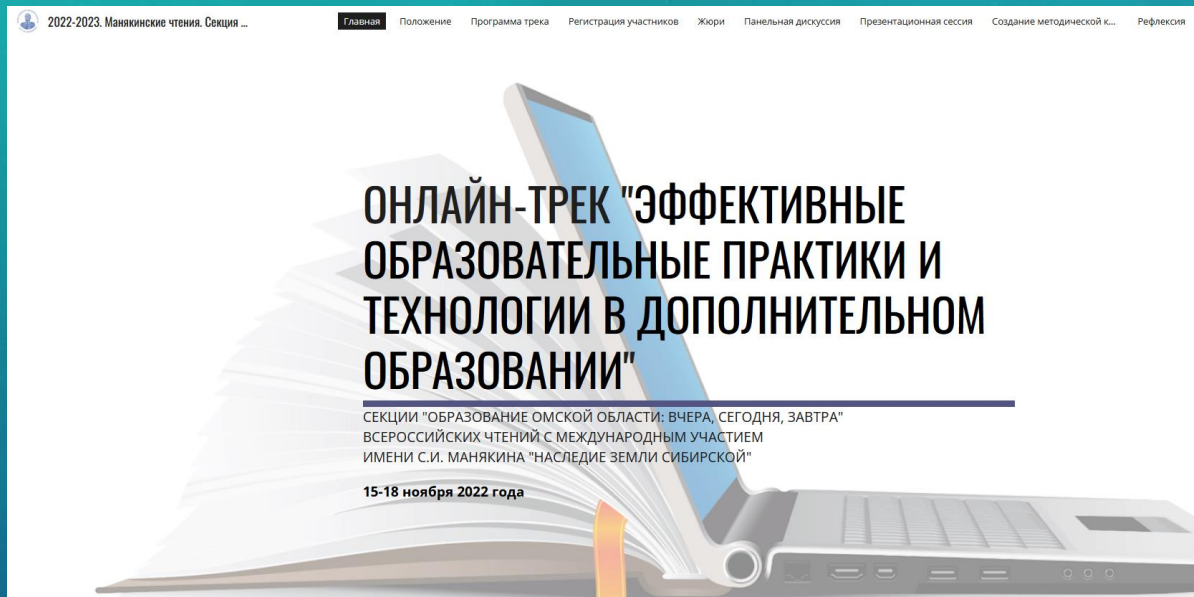 2022-2023. Манякинские чтения. Секция ...
Главная Положение Программа трека Регистрация участников Жюри Панельная дискуссия Презентационная сессия Создание методической к... Рефлексия
ОНЛАЙН-ТРЕК "ЭФФЕКТИВНЫЕ
ОБРАЗОВАТЕЛЬНЫЕ ПРАКТИКИ И
ТЕХНОЛОГИИ В ДОПОЛНИТЕЛЬНОМ
ОБРАЗОВАНИИ"
СЕКЦИИ "ОБРАЗОВАНИЕ ОМСКОЙ ОБЛАСТИ: ВЧЕРА, СЕГОДНЯ, ЗАВТРА"
ВСЕРОССИЙСКИХ ЧТЕНИЙ С МЕЖДУНАРОДНЫМ УЧАСТИЕМ
ИМЕНИ С.И. МАНЯКИНА "НАСЛЕДИЕ ЗЕМЛИ СИБИРСКОЙ"
15-18 ноября 2022 года